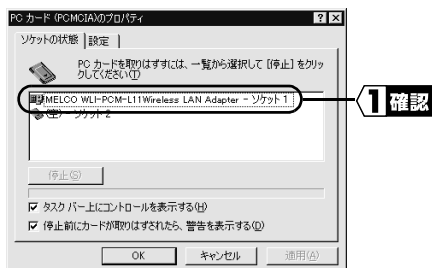 PC カード (PCMCIA)のプロパティ
ソケットの状態 設定
PC カードを取りはずすには、一覧から選択して [停止] をクリッ
クしてください(T)
MELCO WLI-PCM-L11Wireless LAN Adapter - ソケット 1
(空) - ソケット 2
1 確認
停止(S)
タスク バー上にコントロールを表示する(H)
停止前にカードが取りはずされたら、警告を表示する(D)
OK キャンセル 適用(A)